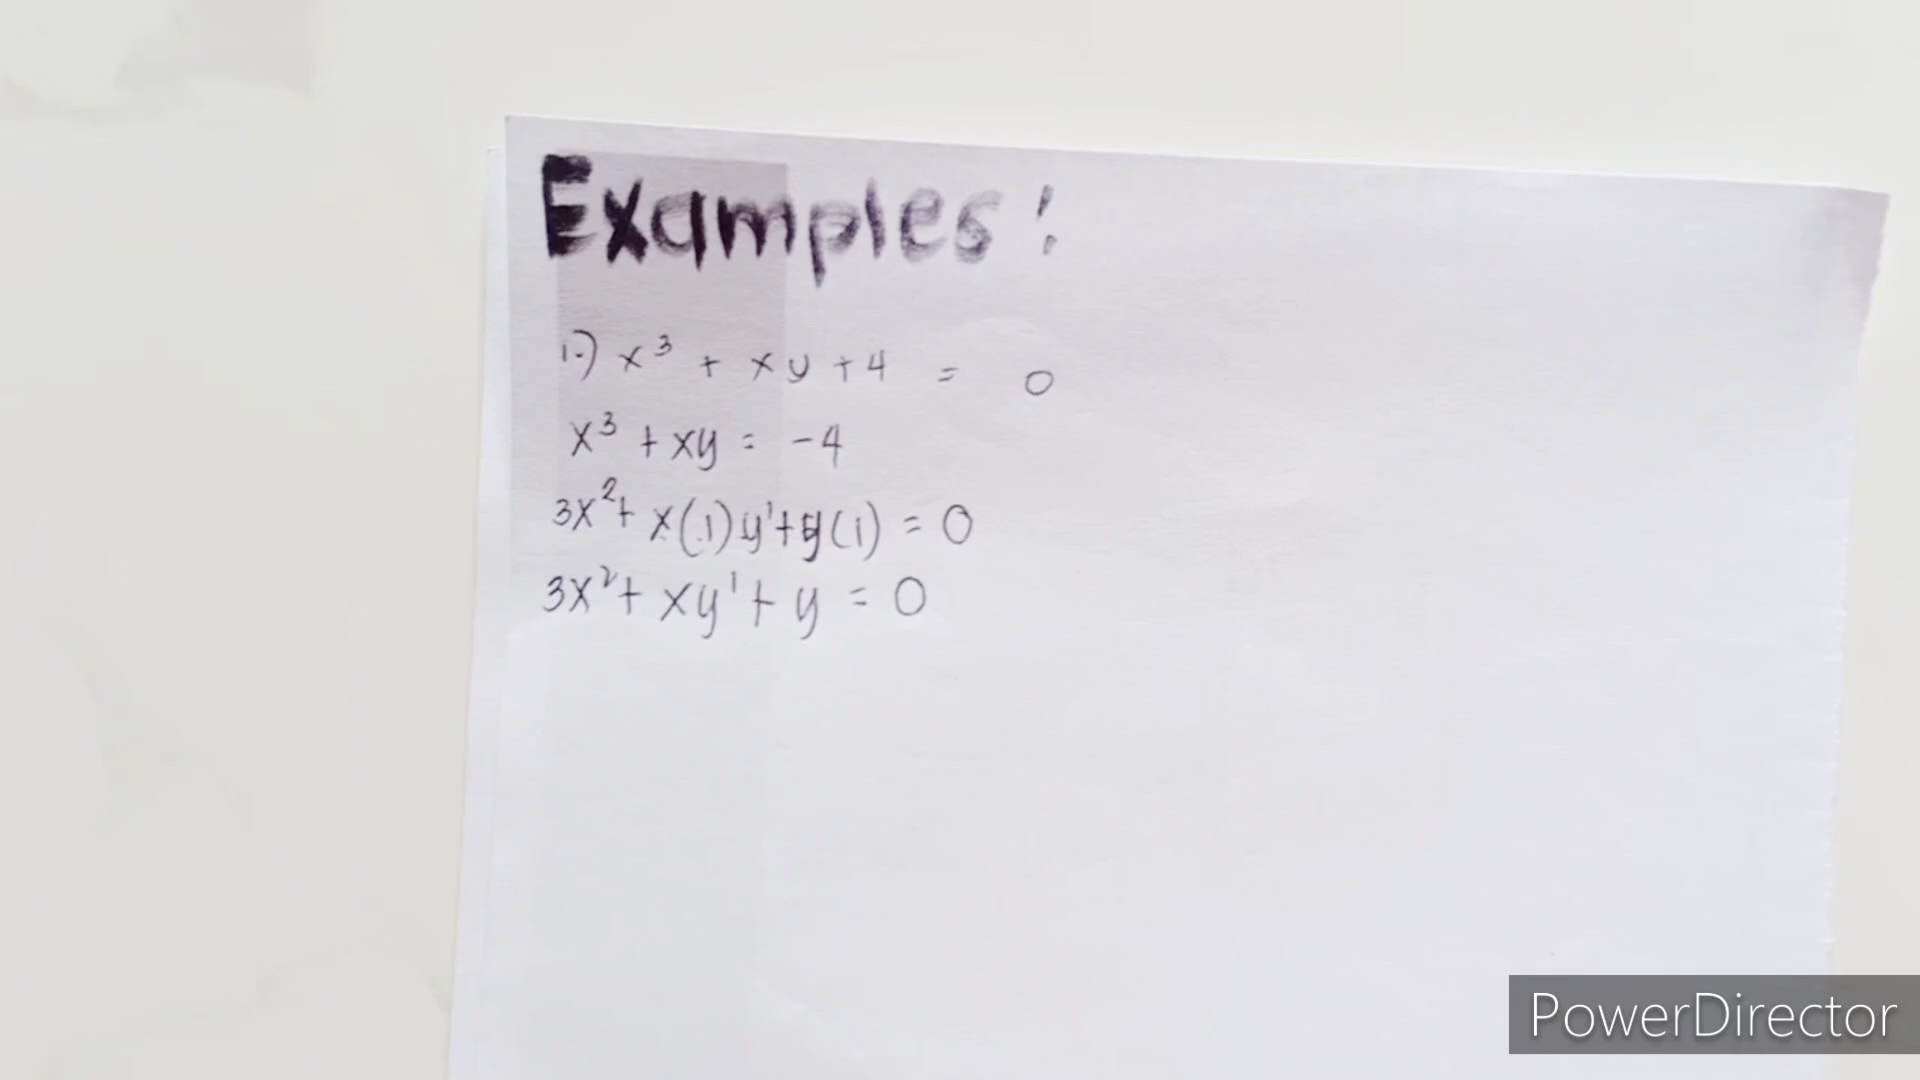 Examples:
1.) x³ + xy + 4 = 0
x³ + xy = -4
3x² + x(1)y' + y(1) = 0
3x² + xy' + y = 0
PowerDirector